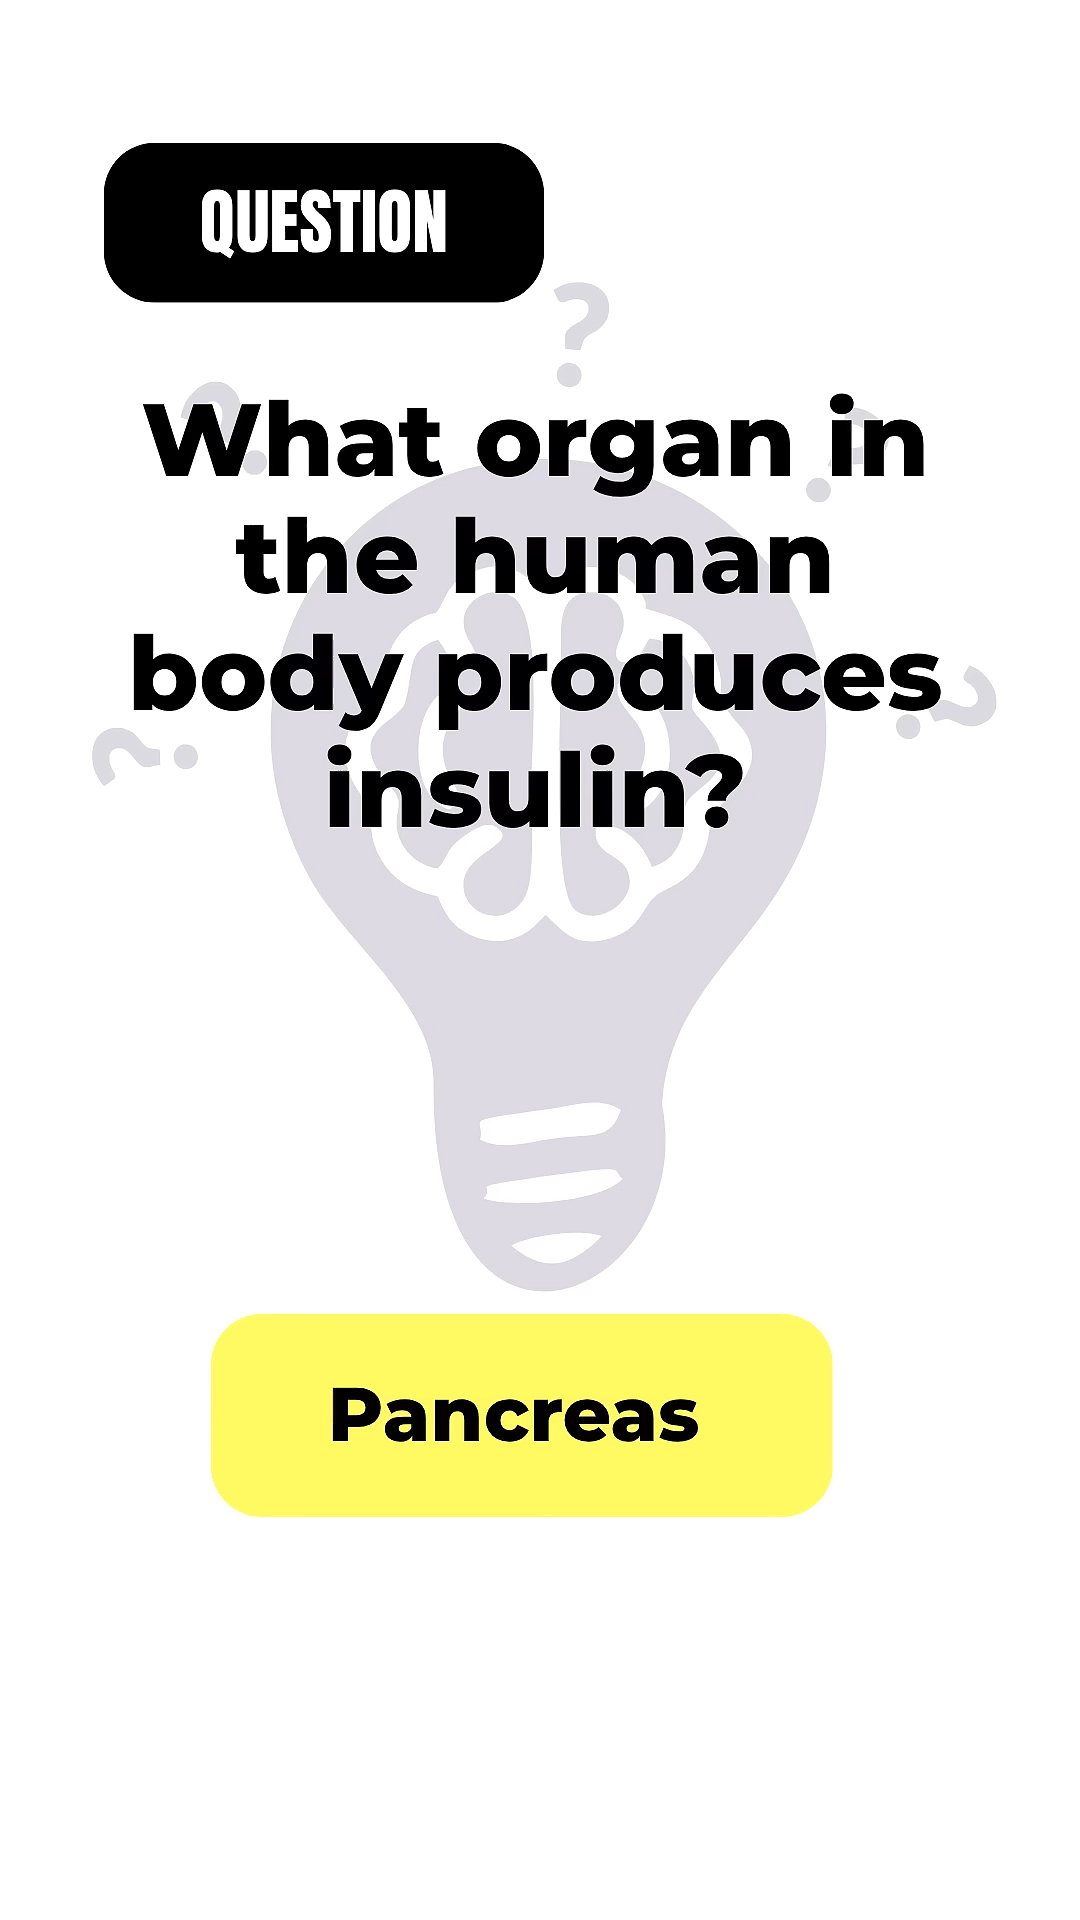 QUESTION
What organ in
the human
body produces
insulin?
Pancreas